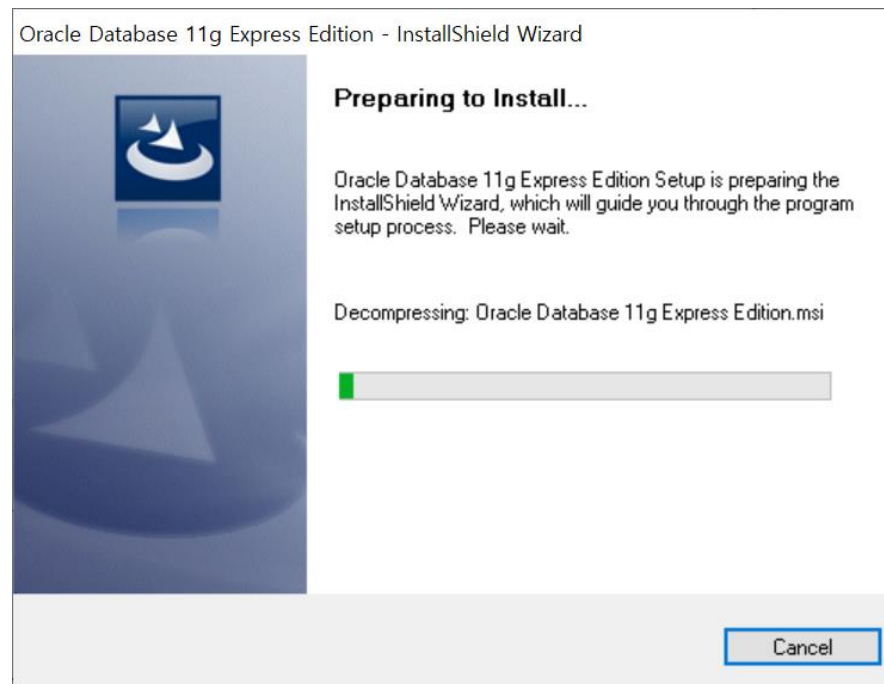 Oracle Database 11g Express Edition - InstallShield Wizard
Preparing to Install...
Oracle Database 11g Express Edition Setup is preparing the
InstallShield Wizard, which will guide you through the program
setup process.  Please wait.
Decompressing: Oracle Database 11g Express Edition.msi
Cancel